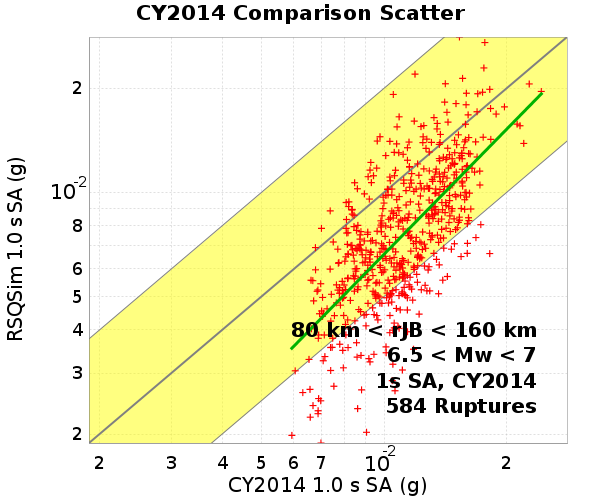 CY2014 Comparison Scatter
RSQSim 1.0 s SA (g)
2
10-2
8
6
5
4
3
2
80 km < rJB < 160 km
6.5 < Mw < 7
1s SA, CY2014
584 Ruptures
2 3 4 5 6 7 10-2 2
CY2014 1.0 s SA (g)